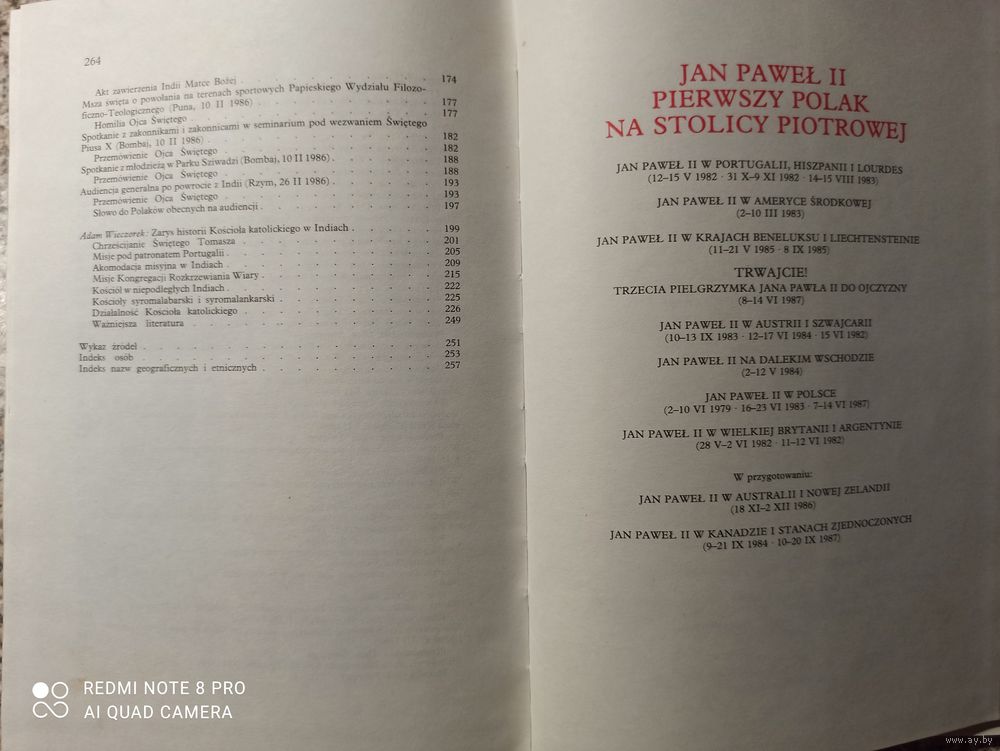 264
Akt zawierzenia Indii Matce Bożej . . . . . . . . . . . 174
Msza święta o powołania na terenach sportowych Papieskiego Wydziału Filozo-
ficzno-Teologicznego (Puna, 10 II 1986) . . . . . . . . . . 177
Homilia Ojca Świętego . . . . . . . . . . . . . 177
Spotkanie z zakonnikami i zakonnicami w seminarium pod wezwaniem Świętego
Piusa X (Bombaj, 10 II 1986) . . . . . . . . . . . . 182
Przemówienie Ojca Świętego . . . . . . . . . . . . 182
Spotkanie z młodzieżą w Parku Sziwadzi (Bombaj, 10 II 1986) . . . . . . 188
Przemówienie Ojca Świętego . . . . . . . . . . . . 188
Audiencja generalna po powrocie z Indii (Rzym, 26 II 1986) . . . . . . 193
Przemówienie Ojca Świętego . . . . . . . . . . . . 193
Słowo do Polaków obecnych na audiencji . . . . . . . . . . 197
Adam Wieczorek: Zarys historii Kościoła katolickiego w Indiach . . . . . 199
Chrześcijanie Świętego Tomasza . . . . . . . . . . . 201
Misje pod patronatem Portugalii . . . . . . . . . . . 205
Akomodacja misyjna w Indiach . . . . . . . . . . . 209
Misje Kongregacji Rozkrzewiania Wiary . . . . . . . . . . 215
Kościół w niepodległych Indiach . . . . . . . . . . . 222
Kościoły syromalabarski i syromalankarski . . . . . . . . . 225
Działalność Kościoła katolickiego . . . . . . . . . . . 226
Ważniejsza literatura . . . . . . . . . . . . . 249
Wykaz źródeł . . . . . . . . . . . . . . . 251
Indeks osób . . . . . . . . . . . . . . . 253
Indeks nazw geograficznych i etnicznych . . . . . . . . . . 257
JAN PAWEŁ II
PIERWSZY POLAK
NA STOLICY PIOTROWEJ
JAN PAWEŁ II W PORTUGALII, HISZPANII I LOURDES
(12–15 V 1982 · 31 X–9 XI 1982 · 14–15 VIII 1983)
JAN PAWEŁ II W AMERYCE ŚRODKOWEJ
(2–10 III 1983)
JAN PAWEŁ II W KRAJACH BENELUKSU I LIECHTENSTEINIE
(11–21 V 1985 · 8 IX 1985)
TRWAJCIE!
TRZECIA PIELGRZYMKA JANA PAWŁA II DO OJCZYZNY
(8–14 VI 1987)
JAN PAWEŁ II W AUSTRII I SZWAJCARII
(10–13 IX 1983 · 12–17 VI 1984 · 15 VI 1982)
JAN PAWEŁ II NA DALEKIM WSCHODZIE
(2–12 V 1984)
JAN PAWEŁ II W POLSCE
(2–10 VI 1979 · 16–23 VI 1983 · 7–14 VI 1987)
JAN PAWEŁ II W WIELKIEJ BRYTANII I ARGENTYNIE
(28 V–2 VI 1982 · 11–12 VI 1982)
W przygotowaniu:
JAN PAWEŁ II W AUSTRALII I NOWEJ ZELANDII
(18 XI–2 XII 1986)
JAN PAWEŁ II W KANADZIE I STANACH ZJEDNOCZONYCH
(9–21 IX 1984 · 10–20 IX 1987)
REDMI NOTE 8 PRO
AI QUAD CAMERA
www.ay.by